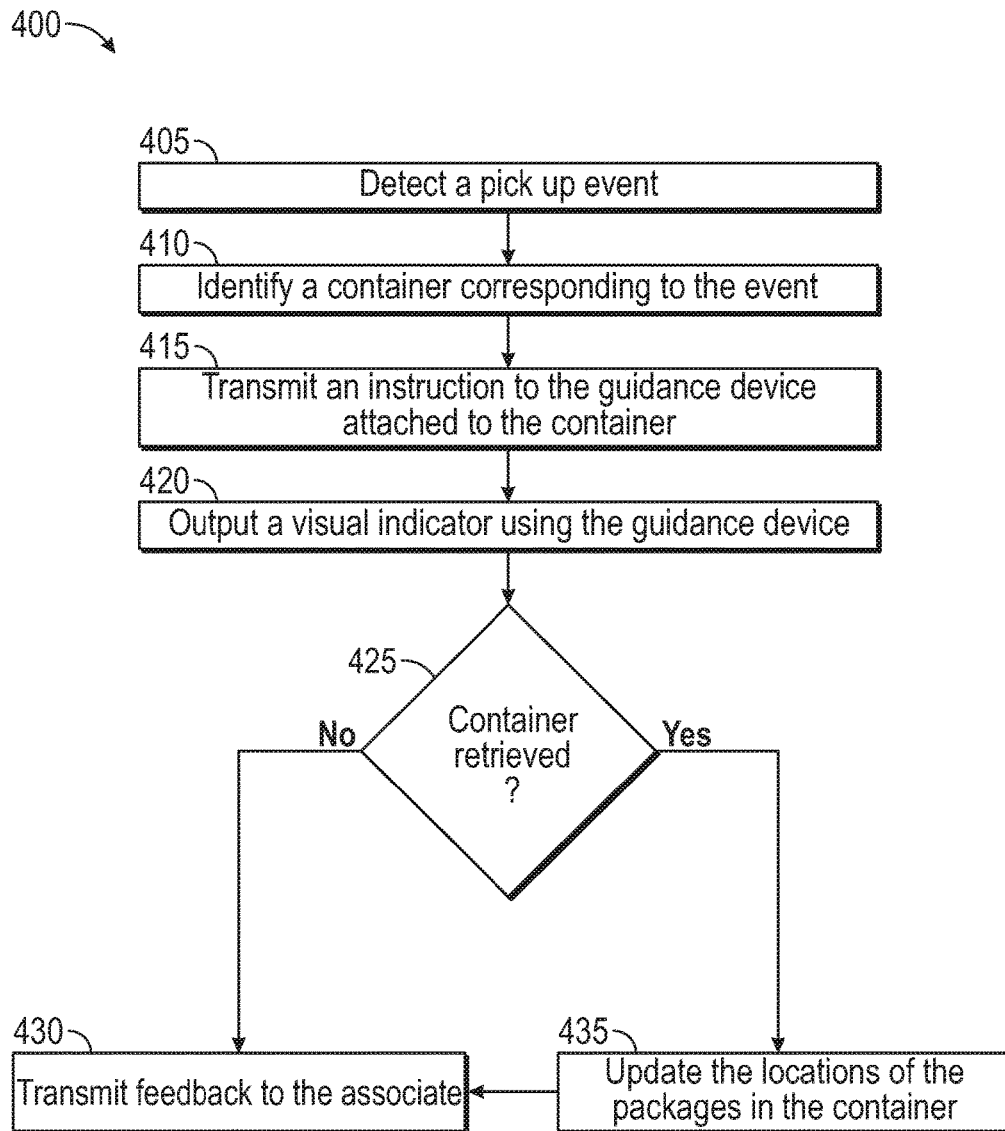 400
405
Detect a pick up event
410
Identify a container corresponding to the event
415
Transmit an instruction to the guidance device
attached to the container
420
Output a visual indicator using the guidance device
425
Container
retrieved
?
No
Yes
430
Transmit feedback to the associate
435
Update the locations of the
packages in the container